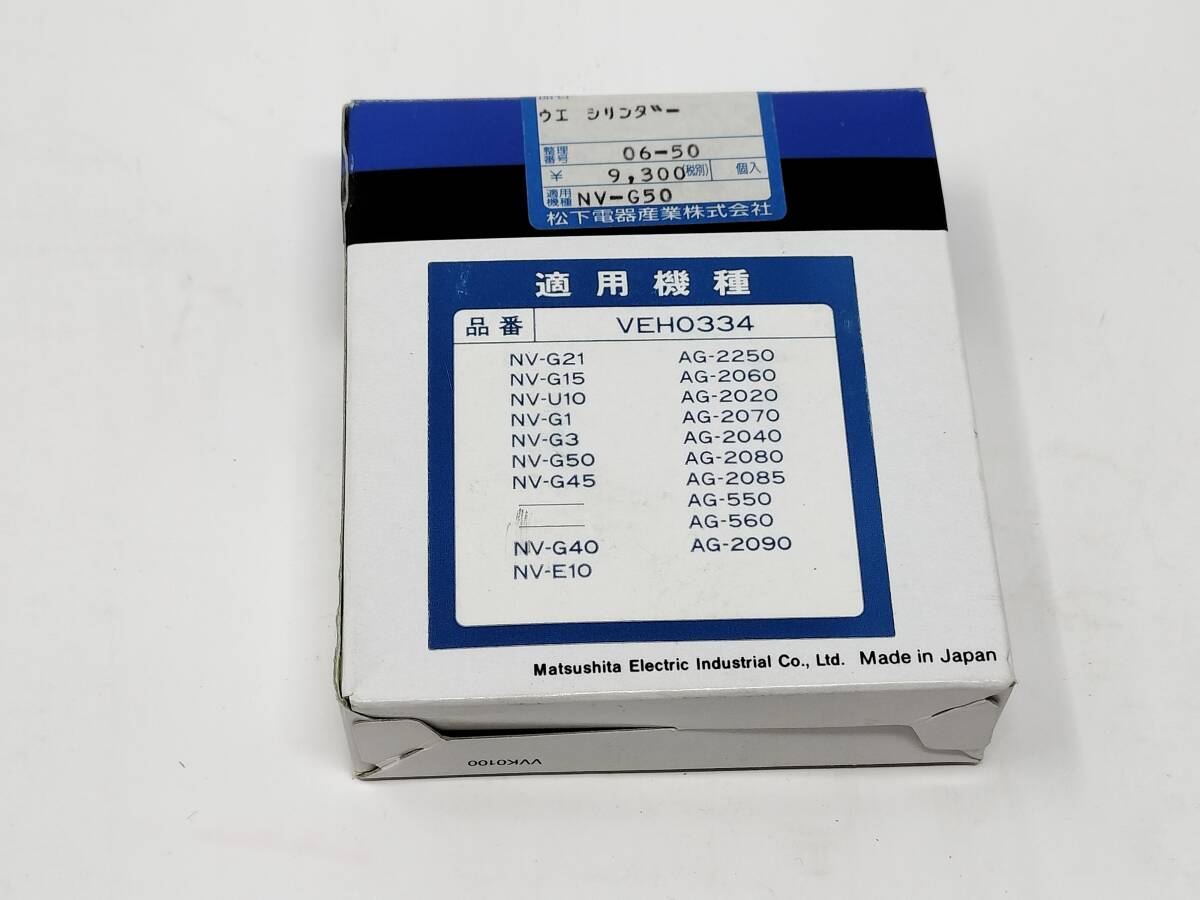 ウエ シリンダー
整理番号 06-50
¥ 9,300(税別) 個入
適用機種 NV-G50
松下電器産業株式会社
適用機種
品番 VEH0334
NV-G21 AG-2250
NV-G15 AG-2060
NV-U10 AG-2020
NV-G1 AG-2070
NV-G3 AG-2040
NV-G50 AG-2080
NV-G45 AG-2085
AG-550
AG-560
NV-G40 AG-2090
NV-E10
Matsushita Electric Industrial Co., Ltd. Made in Japan
VVK0100